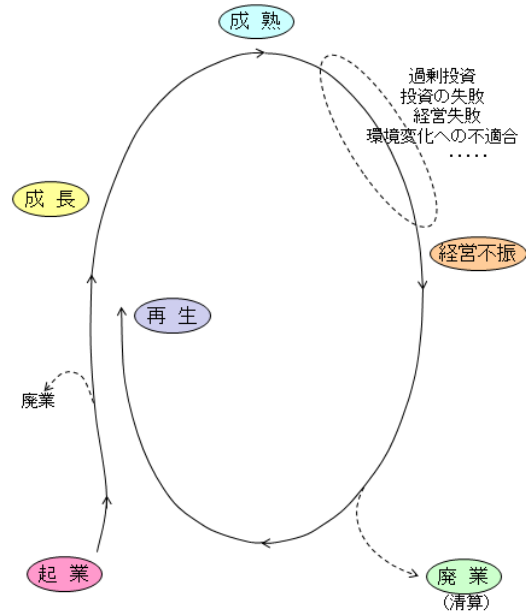 成 熟
過剰投資
投資の失敗
経営失敗
環境変化への不適合
・・・・・
成 長
経営不振
再 生
廃業
起 業
廃 業
(清算)